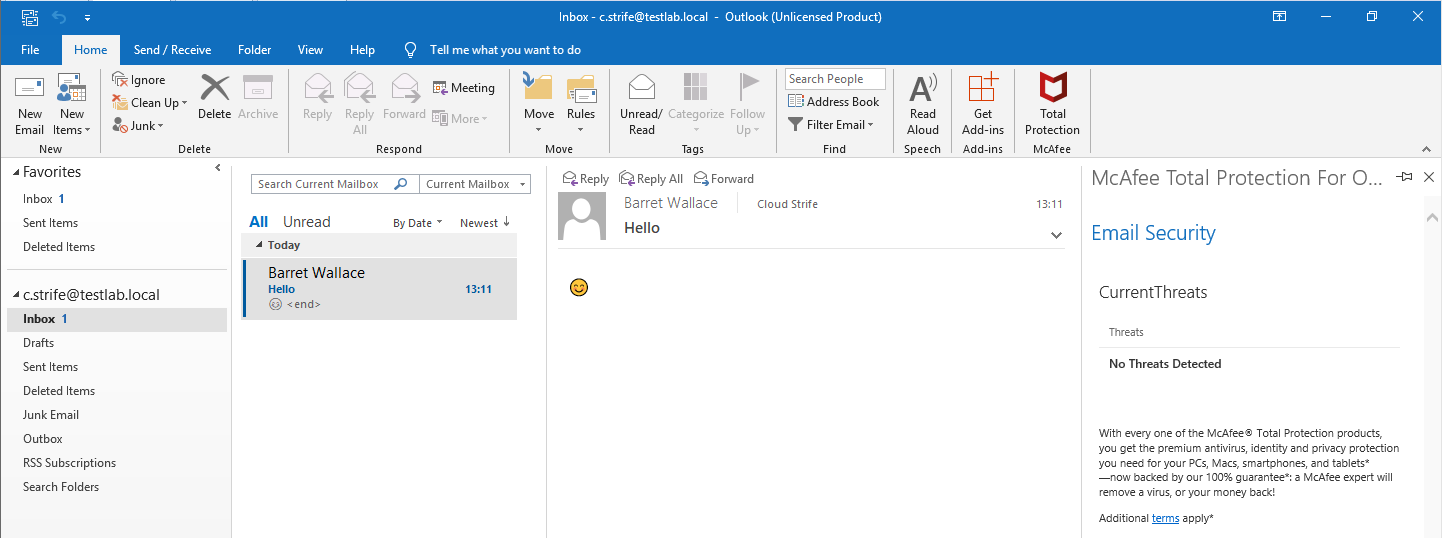 Inbox - c.strife@testlab.local - Outlook (Unlicensed Product)
File Home Send / Receive Folder View Help Tell me what you want to do
New Email
New Items
New
Ignore
Clean Up
Junk
Delete
Archive
Delete
Reply
Reply All
Forward
Meeting
More
Respond
Move
Rules
Move
Unread/ Read
Categorize
Follow Up
Tags
Search People
Address Book
Filter Email
Find
Read Aloud
Speech
Get Add-ins
Add-ins
Total Protection
McAfee
Favorites
Inbox 1
Sent Items
Deleted Items
c.strife@testlab.local
Inbox 1
Drafts
Sent Items
Deleted Items
Junk Email
Outbox
RSS Subscriptions
Search Folders
Search Current Mailbox Current Mailbox
All Unread By Date Newest ↓
Today
Barret Wallace
Hello 13:11
<end>
Reply Reply All Forward
Barret Wallace Cloud Strife 13:11
Hello
McAfee Total Protection For O...
Email Security
CurrentThreats
Threats
No Threats Detected
With every one of the McAfee® Total Protection products,
you get the premium antivirus, identity and privacy protection
you need for your PCs, Macs, smartphones, and tablets*
—now backed by our 100% guarantee*: a McAfee expert will
remove a virus, or your money back!
Additional terms apply*